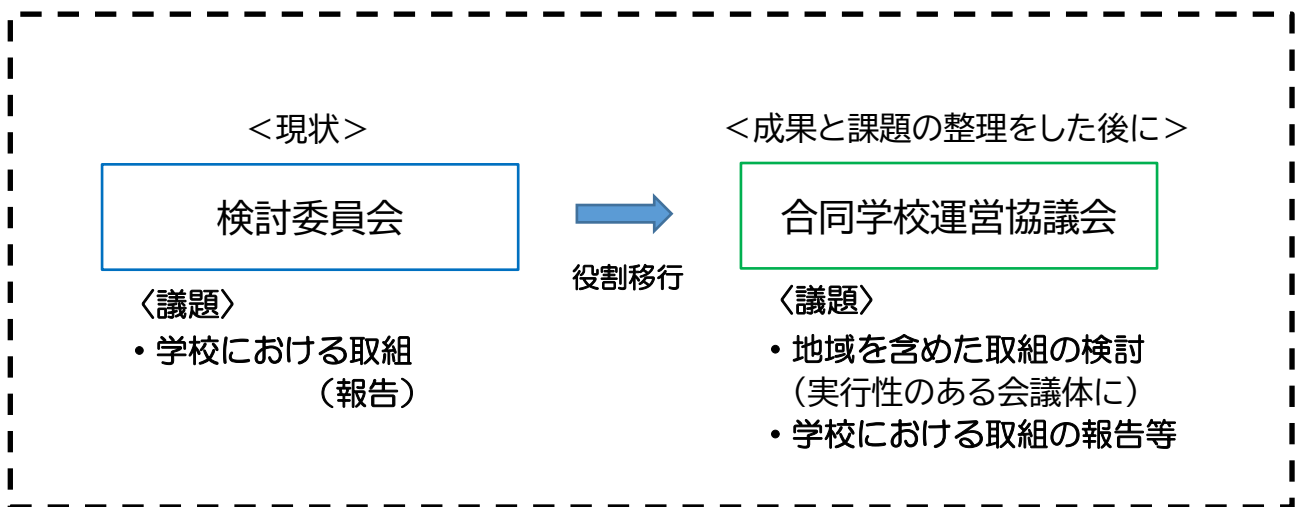 ＜現状＞
検討委員会
〈議題〉
・学校における取組
（報告）
役割移行
＜成果と課題の整理をした後に＞
合同学校運営協議会
〈議題〉
・地域を含めた取組の検討
（実行性のある会議体に）
・学校における取組の報告等